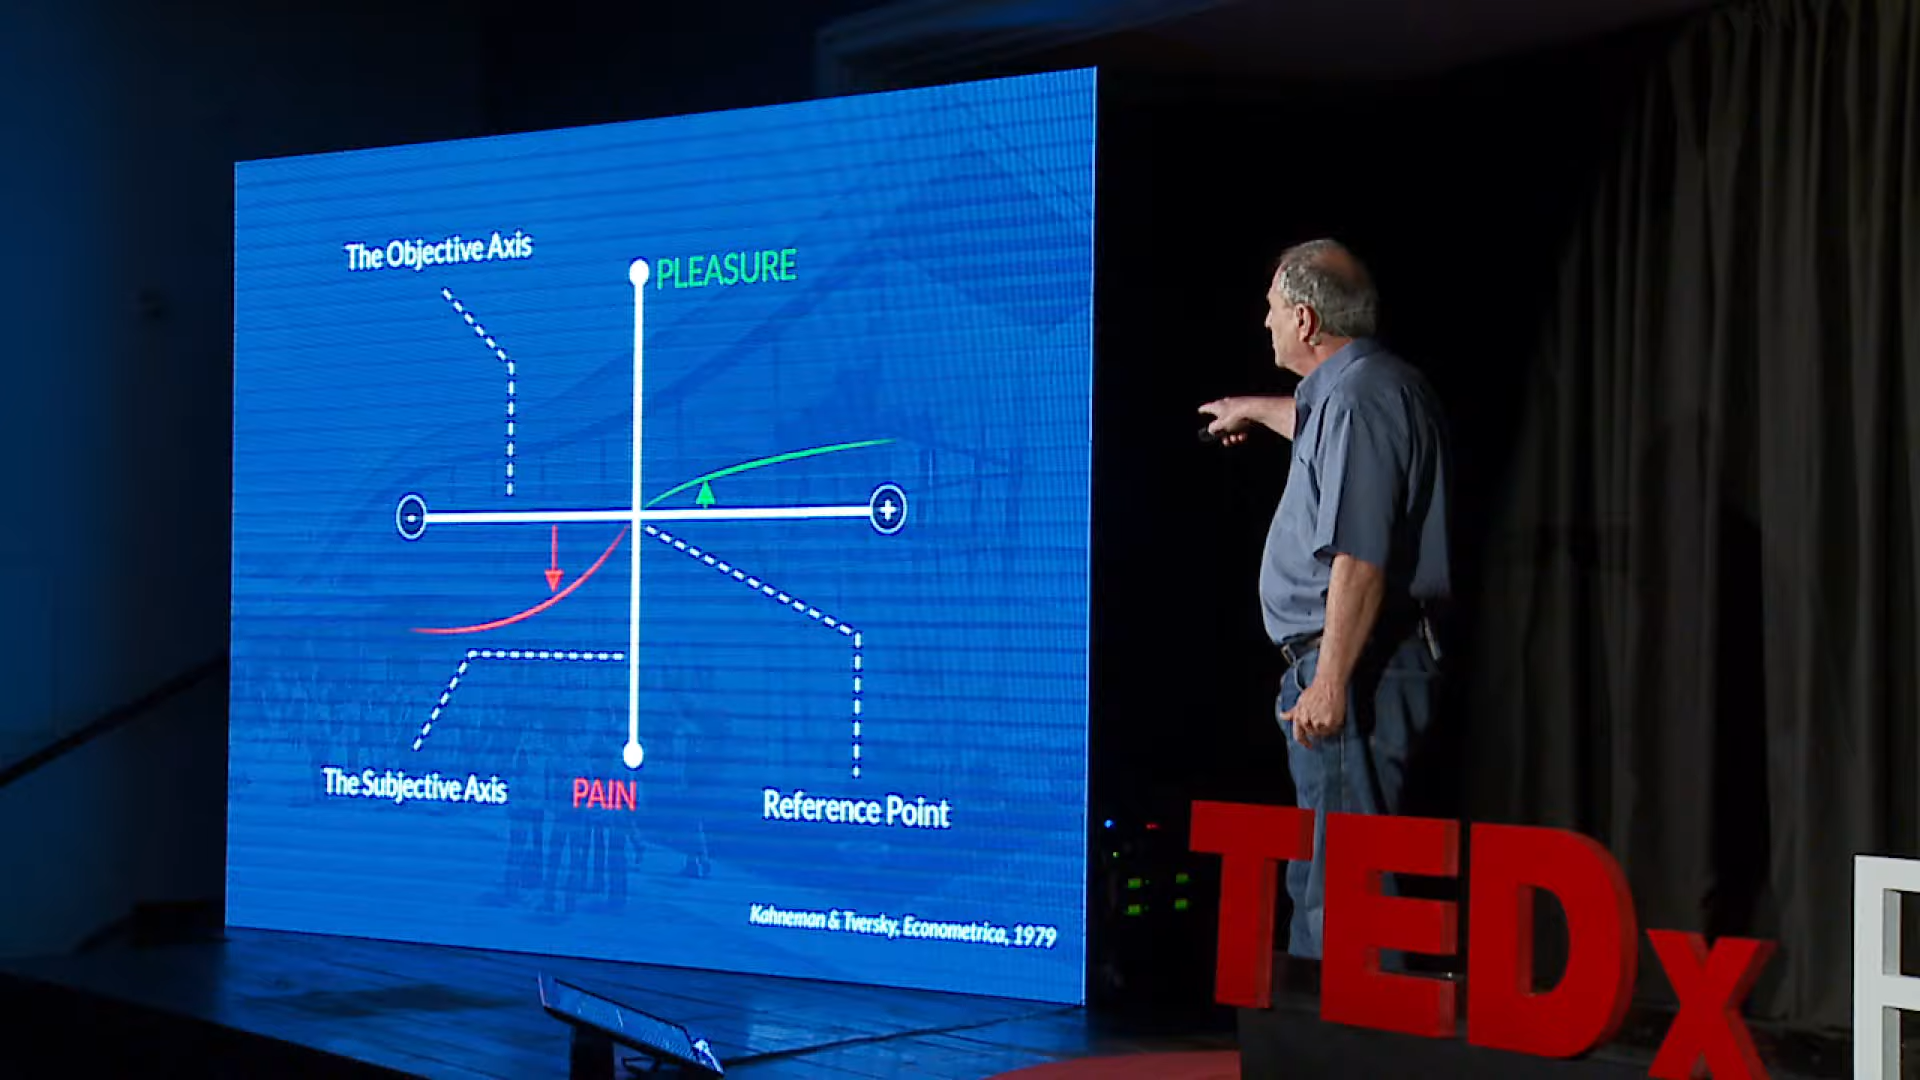 The Objective Axis
PLEASURE
-
+
The Subjective Axis
PAIN
Reference Point
Kahneman & Tversky, Econometrica, 1979
TEDx